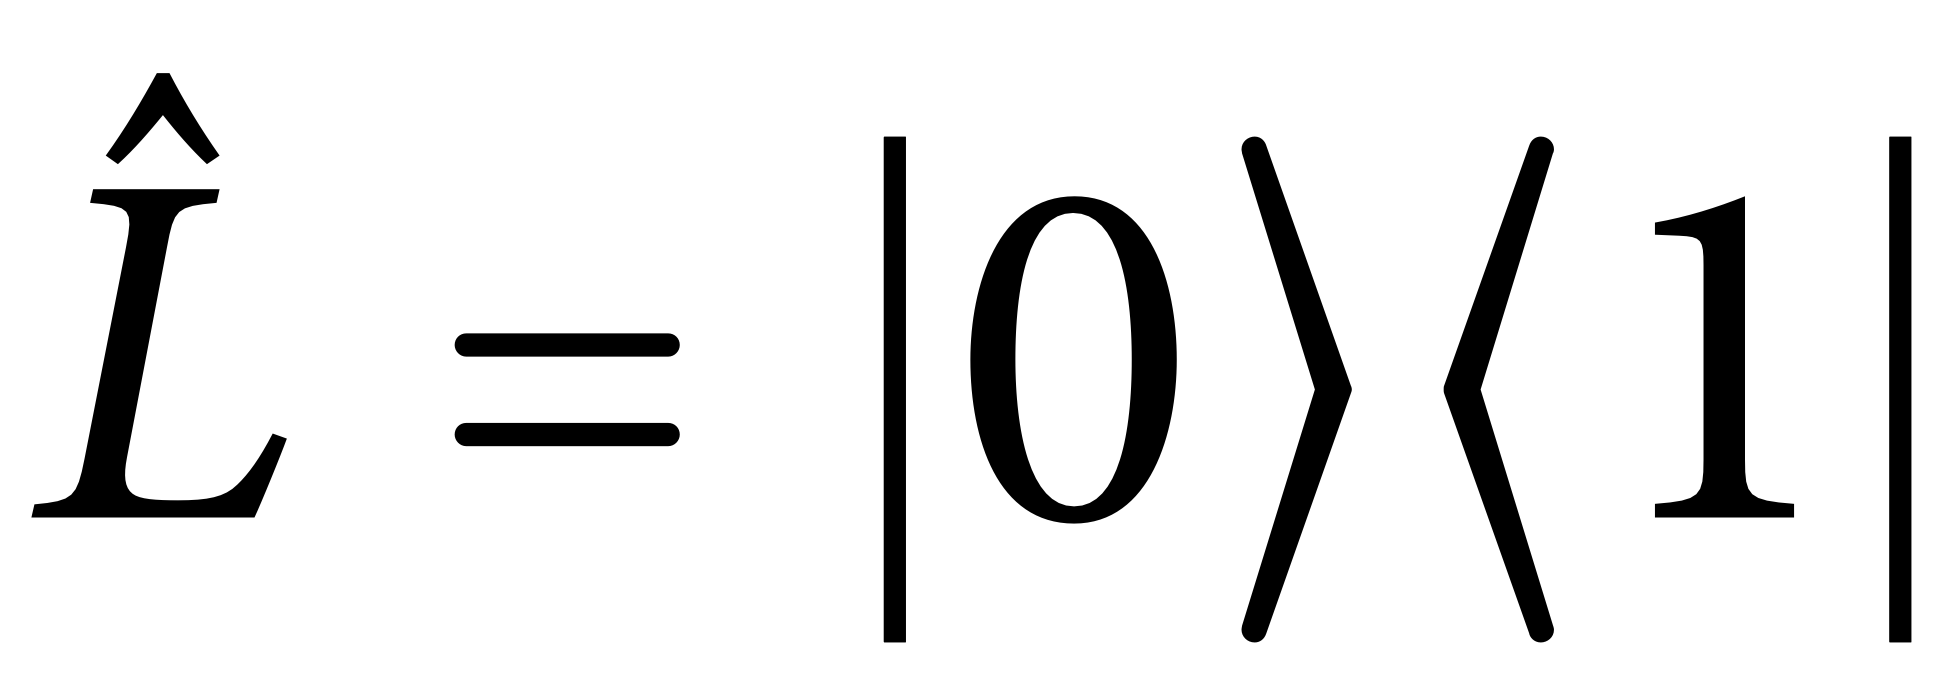 L̂ = |0⟩⟨1|